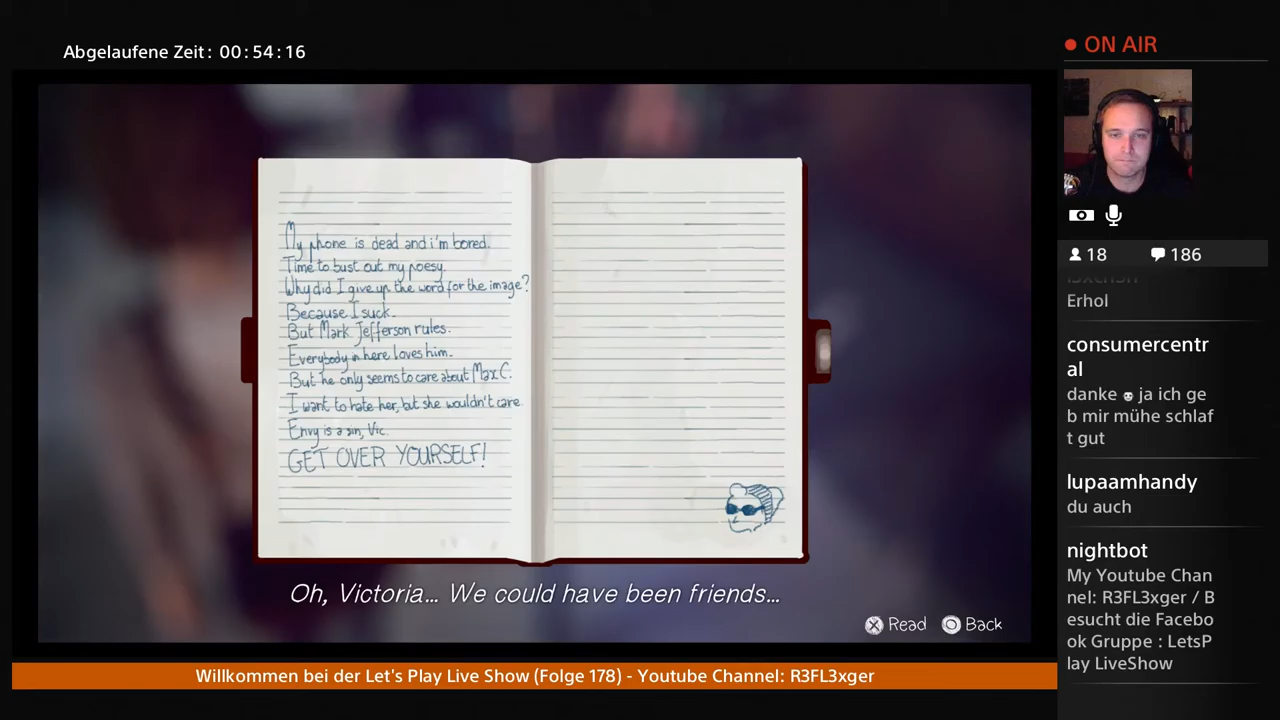 Abgelaufene Zeit: 00:54:16
ON AIR
My phone is dead and i'm bored.
Time to bust out my poesy.
Why did I give up the word for the image?
Because I suck.
But Mark Jefferson rules.
Everybody in here loves him.
But he only seems to care about Max C.
I want to hate her, but she wouldn't care.
Envy is a sin, Vic.
GET OVER YOURSELF!
Oh, Victoria... We could have been friends...
Read
Back
Willkommen bei der Let's Play Live Show (Folge 178) - Youtube Channel: R3FL3xger
18
186
Erhol
consumercentr
al
danke ja ich ge
b mir mühe schlaf
t gut
lupaamhandy
du auch
nightbot
My Youtube Chan
nel: R3FL3xger / B
esucht die Facebo
ok Gruppe : LetsP
lay LiveShow